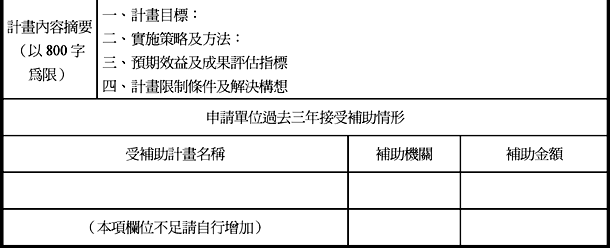 計畫內容摘要
（以 800 字
為限）
一、計畫目標：
二、實施策略及方法：
三、預期效益及成果評估指標
四、計畫限制條件及解決構想
申請單位過去三年接受補助情形
受補助計畫名稱 補助機關 補助金額
（本項欄位不足請自行增加）